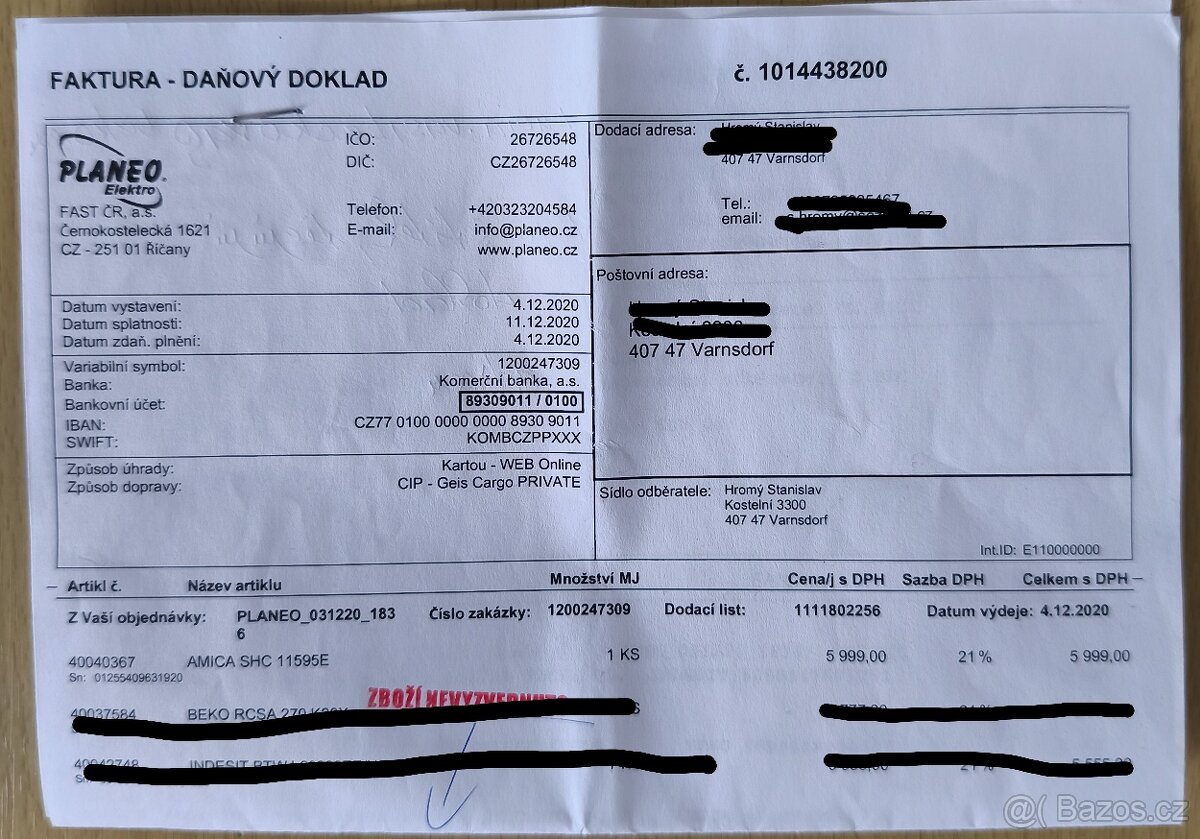 FAKTURA - DAŇOVÝ DOKLAD
č. 1014438200
PLANEO
Elektro
FAST ČR, a.s.
Černokostelecká 1621
CZ - 251 01 Říčany
IČO: 26726548
DIČ: CZ26726548
Telefon: +420323204584
E-mail: info@planeo.cz
www.planeo.cz
Dodací adresa:
407 47 Varnsdorf
Tel.:
email:
Poštovní adresa:
407 47 Varnsdorf
Datum vystavení: 4.12.2020
Datum splatnosti: 11.12.2020
Datum zdaň. plnění: 4.12.2020
Variabilní symbol: 1200247309
Banka: Komerční banka, a.s.
Bankovní účet: 89309011 / 0100
IBAN: CZ77 0100 0000 0000 8930 9011
SWIFT: KOMBCZPPXXX
Způsob úhrady: Kartou - WEB Online
Způsob dopravy: CIP - Geis Cargo PRIVATE
Sídlo odběratele: Hromý Stanislav
Kostelní 3300
407 47 Varnsdorf
Int.ID: E110000000
Artikl č. Název artiklu Množství MJ Cena/j s DPH Sazba DPH Celkem s DPH
Z Vaší objednávky: PLANEO_031220_183 Číslo zakázky: 1200247309 Dodací list: 1111802256 Datum výdeje: 4.12.2020
6
40040367 AMICA SHC 11595E 1 KS 5 999,00 21 % 5 999,00
Sn: 01255409631920
ZBOŽÍ
40037584 BEKO RCSA
INDESIT
@( Bazos.cz